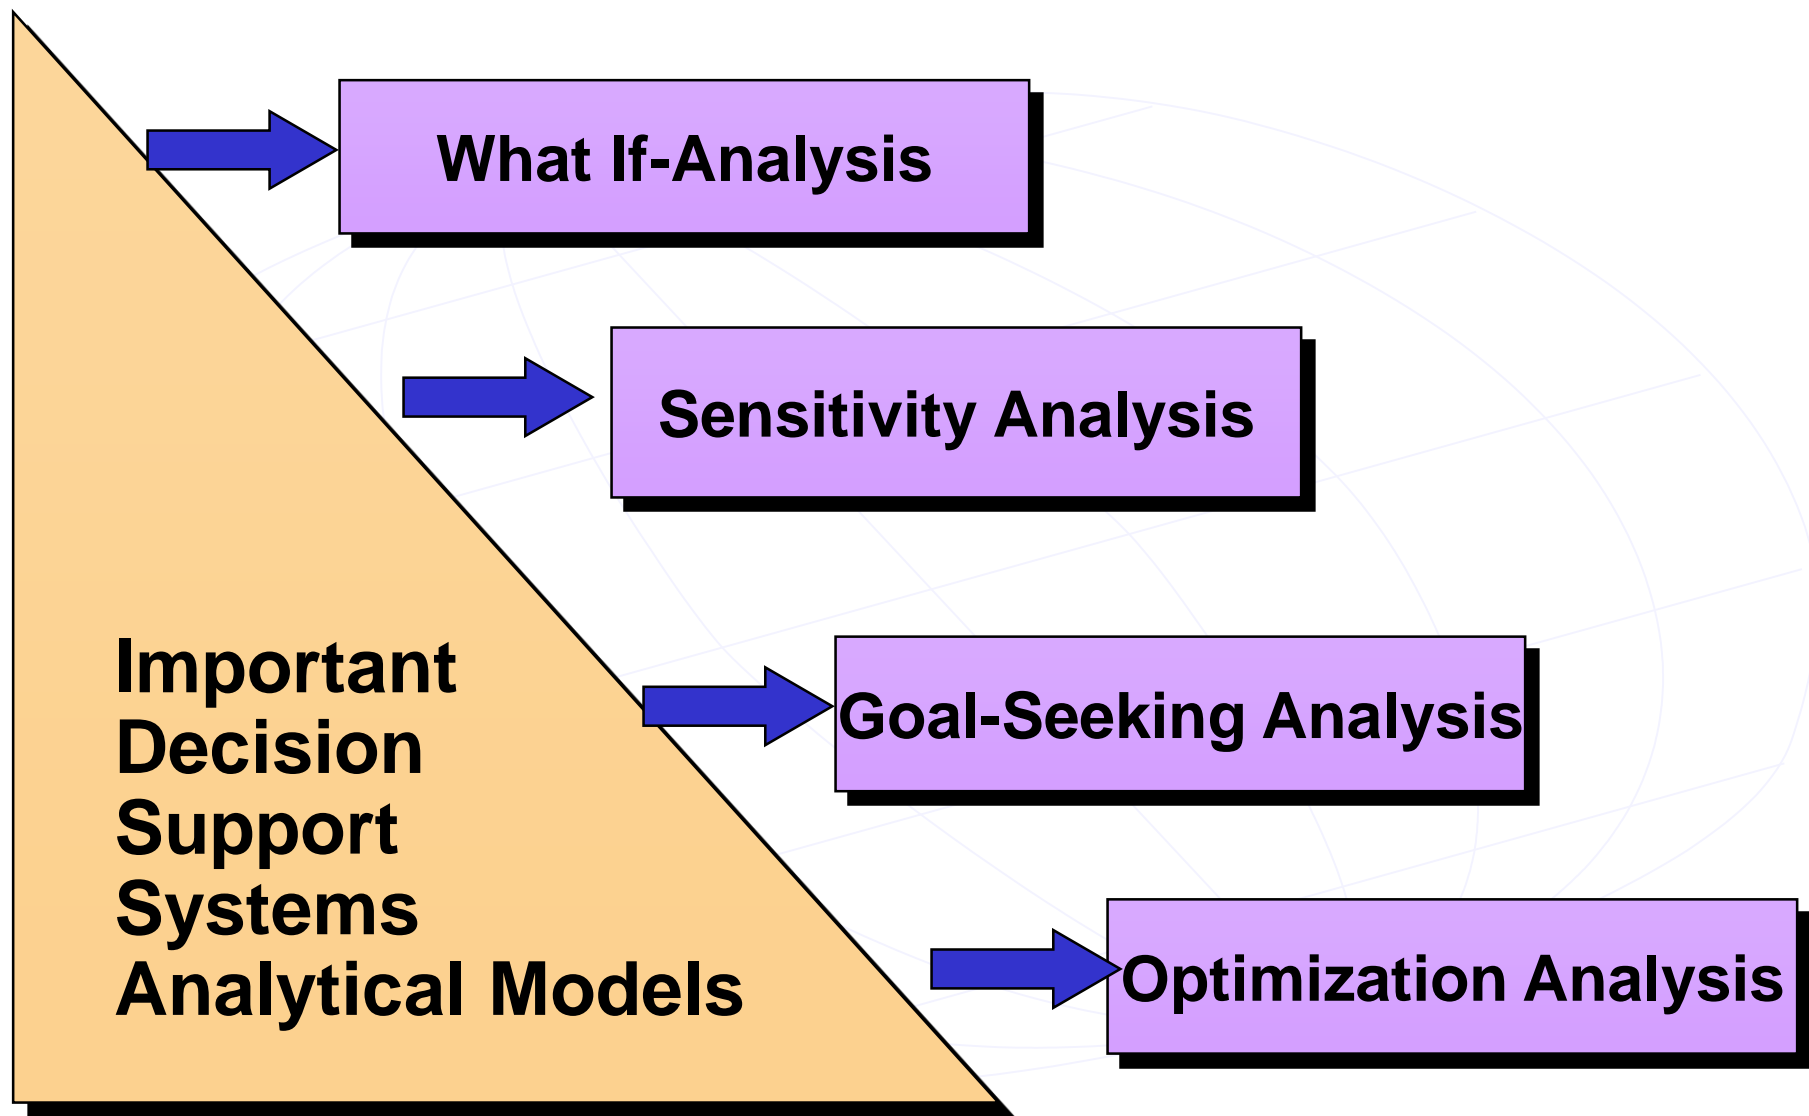 What If-Analysis
Sensitivity Analysis
Goal-Seeking Analysis
Optimization Analysis
Important
Decision
Support
Systems
Analytical Models